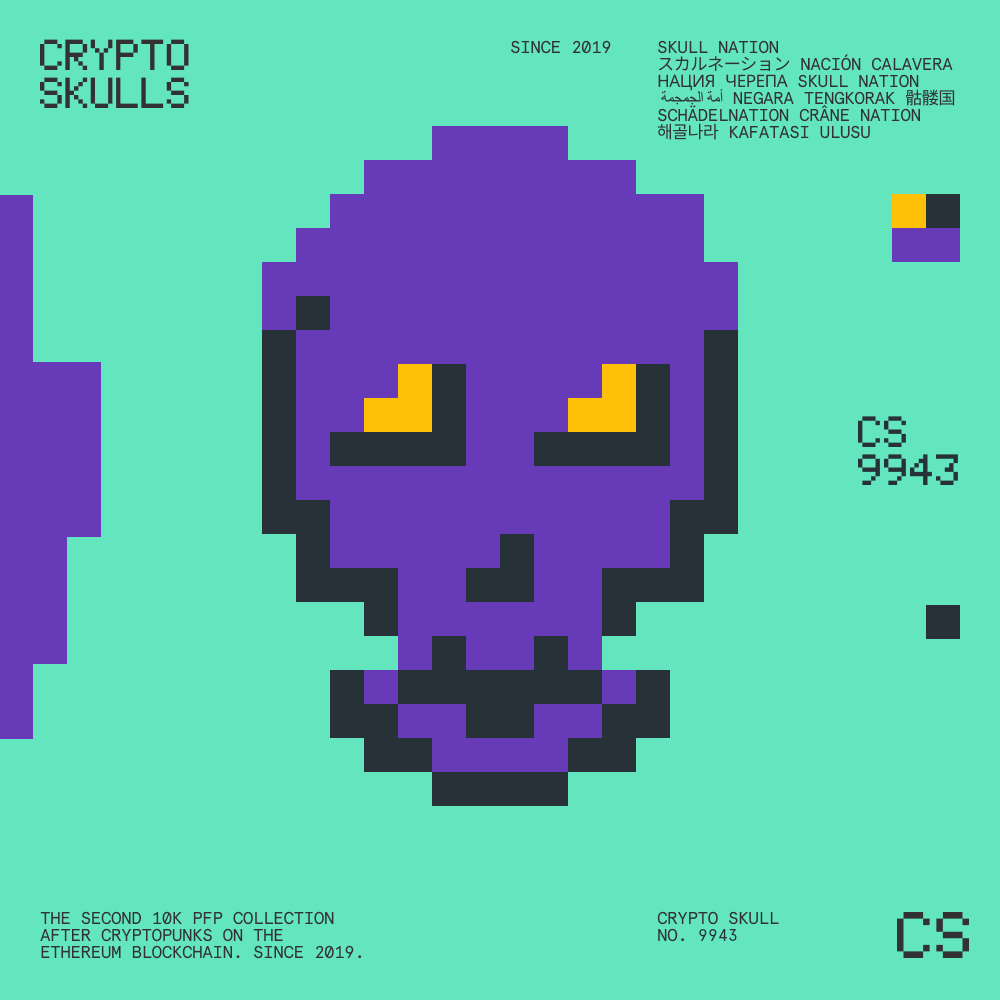 CRYPTO
SKULLS
SINCE 2019
SKULL NATION
スカルネーション NACIÓN CALAVERA
НАЦИЯ ЧЕРЕПА SKULL NATION
أمة الجمجمة NEGARA TENGKORAK 骷髅国
SCHÄDELNATION CRÂNE NATION
해골나라 KAFATASI ULUSU
CS
9943
THE SECOND 10K PFP COLLECTION
AFTER CRYPTOPUNKS ON THE
ETHEREUM BLOCKCHAIN. SINCE 2019.
CRYPTO SKULL
NO. 9943
CS